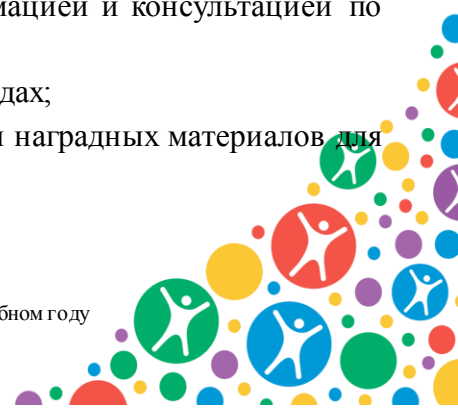 мацией и консультацией по
дах;
и наградных материалов для
бном году